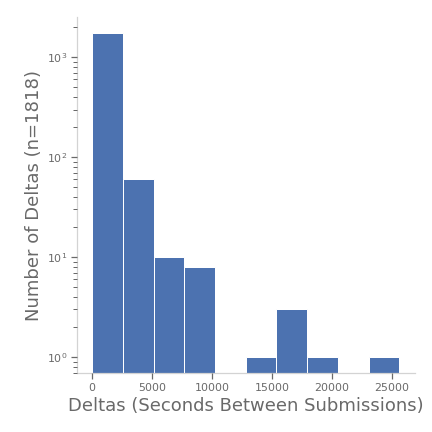 Number of Deltas (n=1818)
10³
10²
10¹
10⁰
0 5000 10000 15000 20000 25000
Deltas (Seconds Between Submissions)